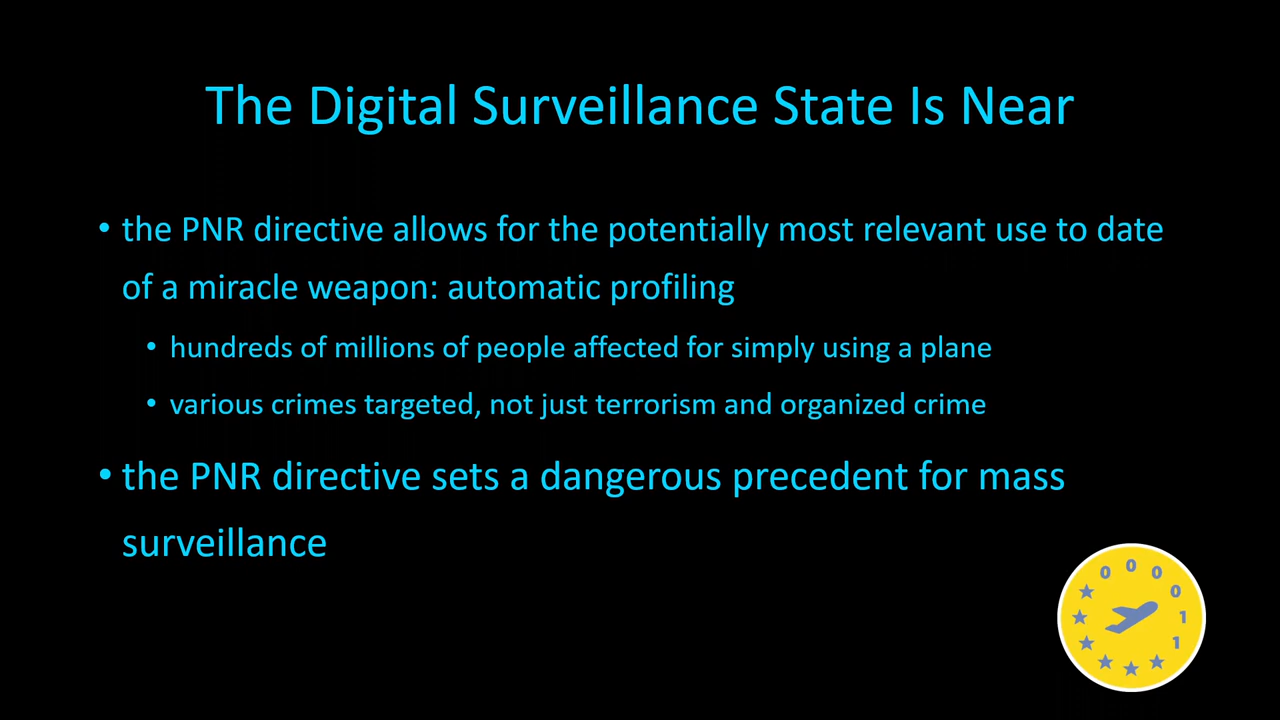 The Digital Surveillance State Is Near
• the PNR directive allows for the potentially most relevant use to date
of a miracle weapon: automatic profiling
• hundreds of millions of people affected for simply using a plane
• various crimes targeted, not just terrorism and organized crime
• the PNR directive sets a dangerous precedent for mass
surveillance
0 0 0 0 1 1